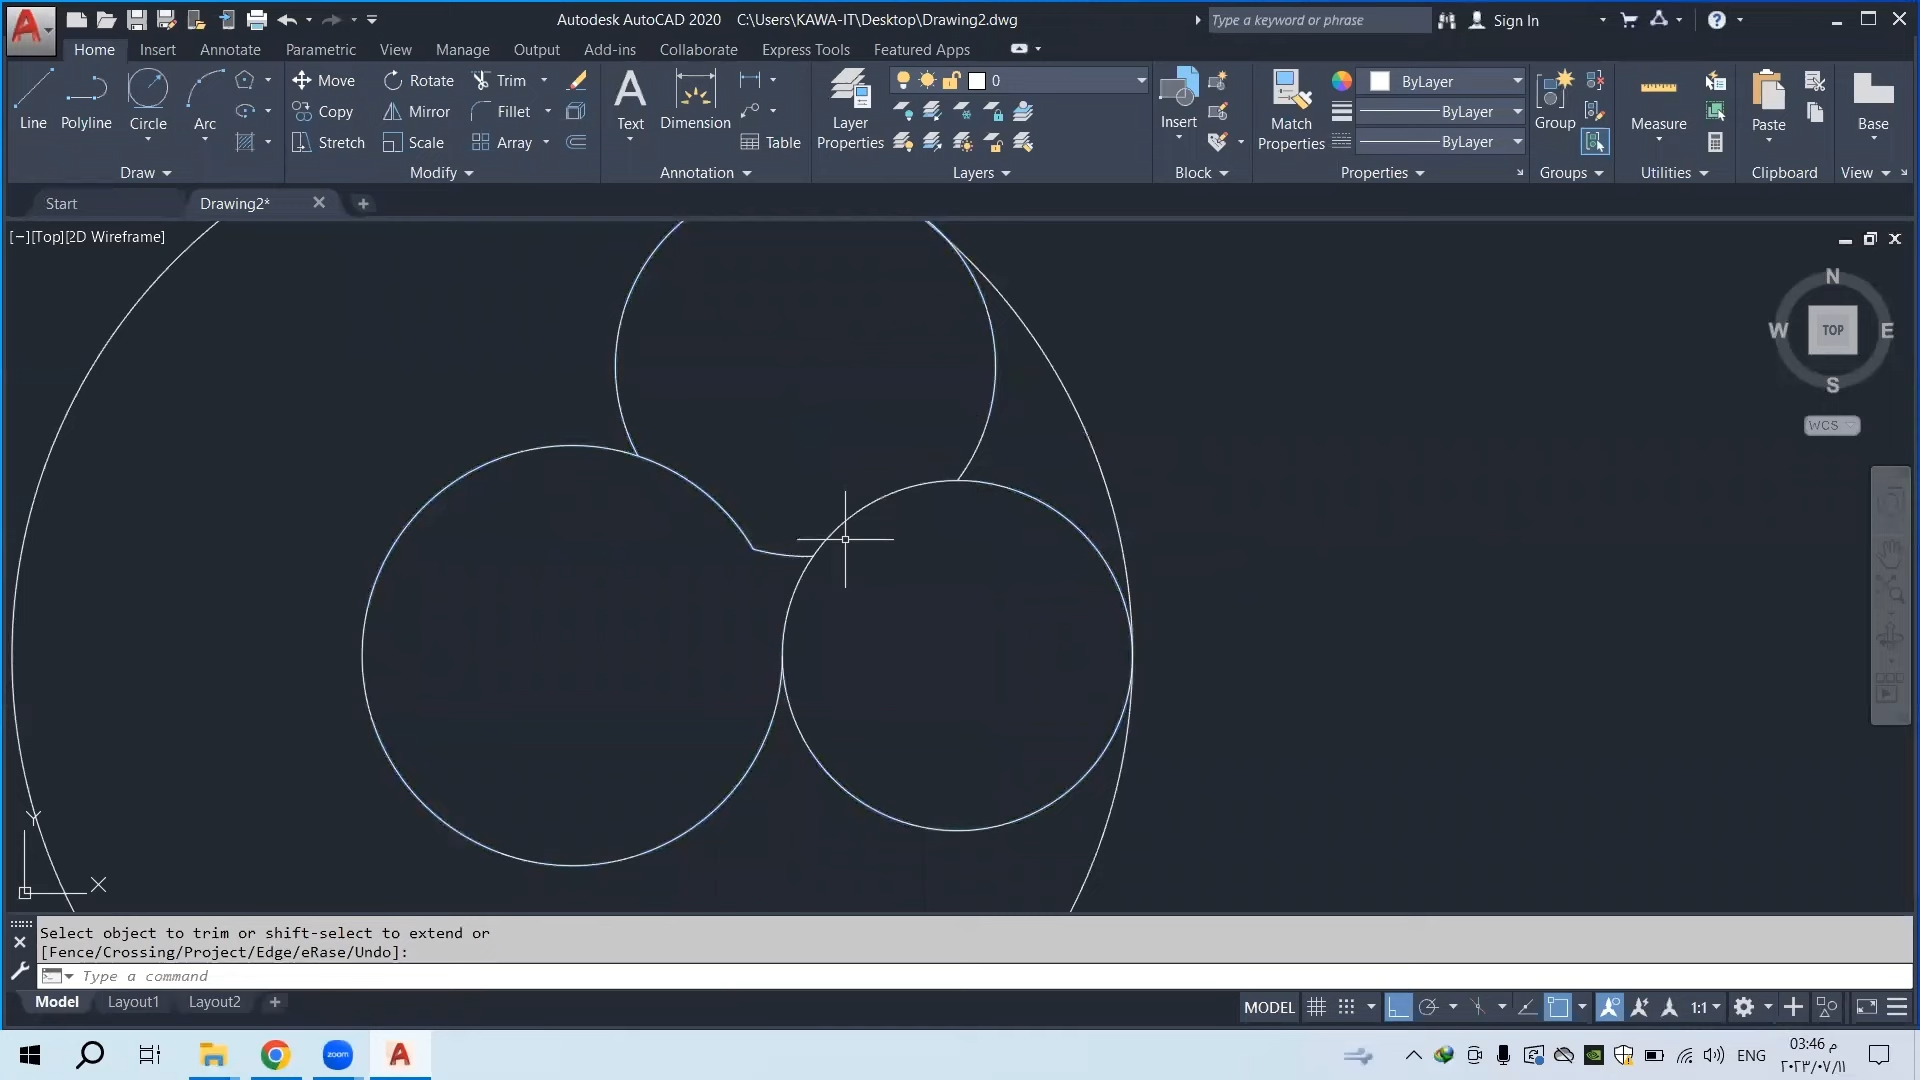 Autodesk AutoCAD 2020 C:\Users\KAWA-IT\Desktop\Drawing2.dwg
Type a keyword or phrase
Sign In
Home Insert Annotate Parametric View Manage Output Add-ins Collaborate Express Tools Featured Apps
Line Polyline Circle Arc
Move Rotate Trim
Copy Mirror Fillet
Stretch Scale Array
Text Dimension Table
Layer Properties
0
Insert
Match Properties
ByLayer
ByLayer
ByLayer
Group
Measure
Paste
Base
Draw Modify Annotation Layers Block Properties Groups Utilities Clipboard View
Start Drawing2*
[−][Top][2D Wireframe]
N
W TOP E
S
WCS
Y
X
Select object to trim or shift-select to extend or
[Fence/Crossing/Project/Edge/eRase/Undo]:
Type a command
Model Layout1 Layout2
MODEL 1:1
zoom
ENG
03:46 م
٢٠٢٣/٠٧/١١